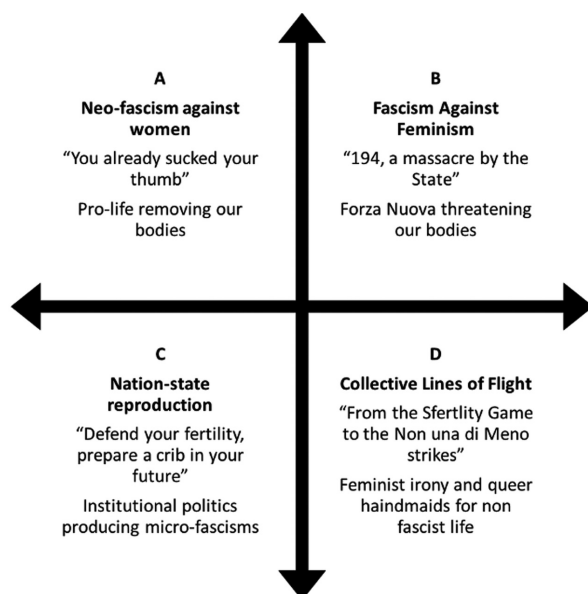 A
Neo-fascism against
women
“You already sucked your
thumb”
Pro-life removing our
bodies
B
Fascism Against
Feminism
“194, a massacre by the
State”
Forza Nuova threatening
our bodies
C
Nation-state
reproduction
“Defend your fertility,
prepare a crib in your
future”
Institutional politics
producing micro-fascisms
D
Collective Lines of Flight
“From the Sfertlity Game
to the Non una di Meno
strikes”
Feminist irony and queer
haindmaids for non
fascist life